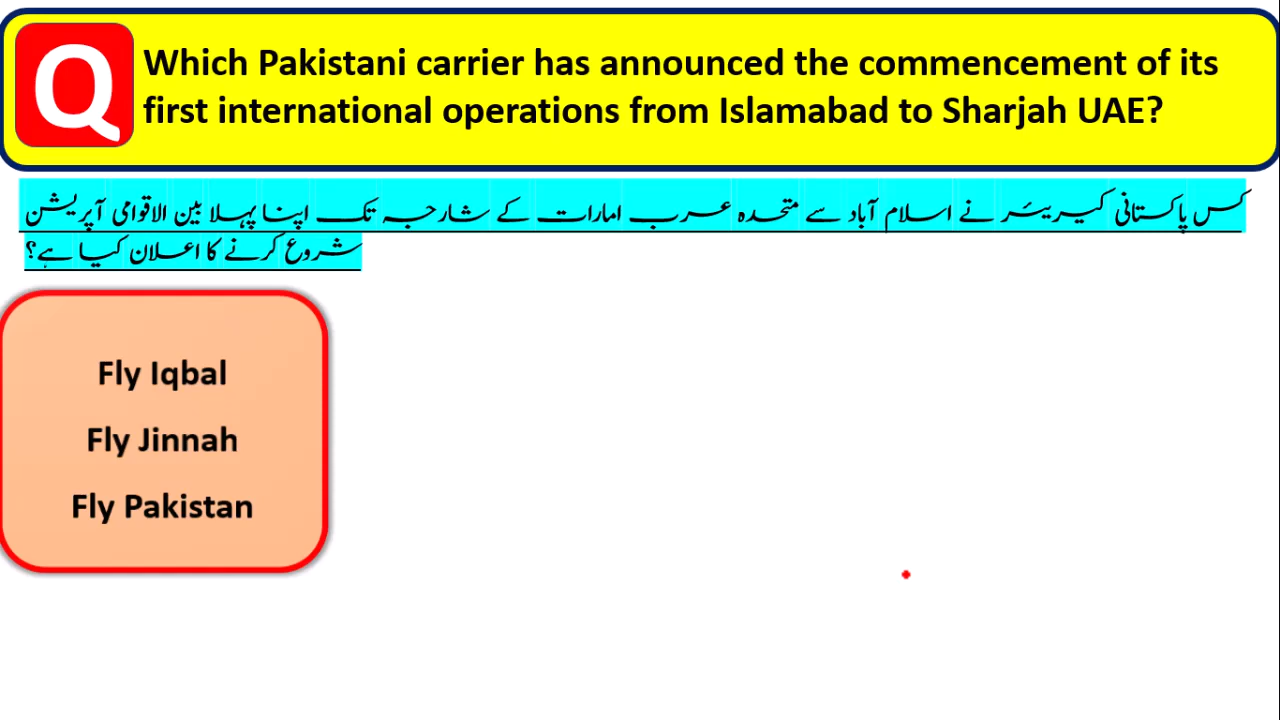 Q
Which Pakistani carrier has announced the commencement of its
first international operations from Islamabad to Sharjah UAE?
کس پاکستانی کیریئر نے اسلام آباد سے متحدہ عرب امارات کے شارجہ تک اپنا پہلا بین الاقوامی آپریشن
شروع کرنے کا اعلان کیا ہے؟
Fly Iqbal
Fly Jinnah
Fly Pakistan